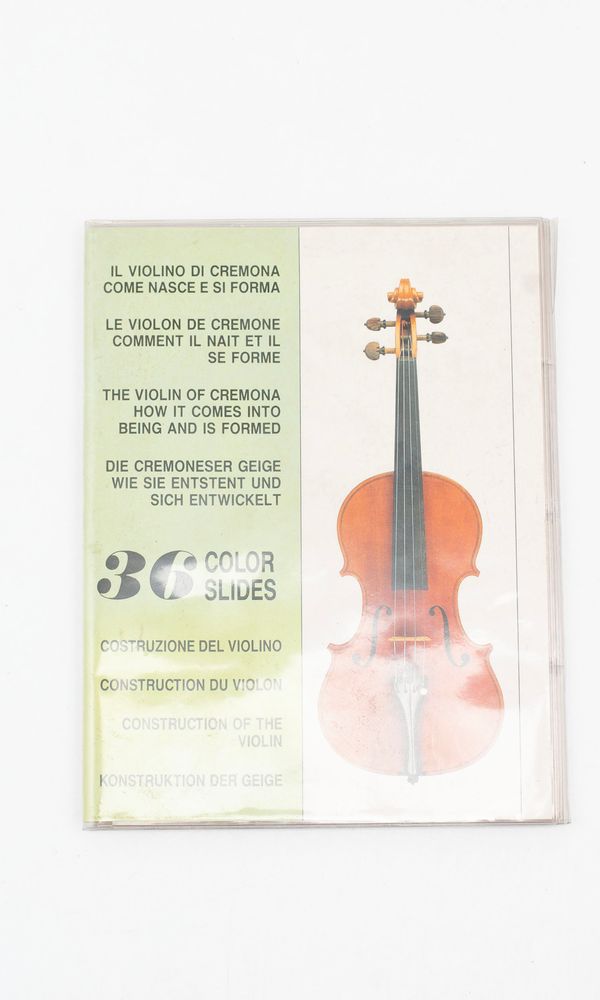 IL VIOLINO DI CREMONA
COME NASCE E SI FORMA
LE VIOLON DE CREMONE
COMMENT IL NAIT ET IL
SE FORME
THE VIOLIN OF CREMONA
HOW IT COMES INTO
BEING AND IS FORMED
DIE CREMONESER GEIGE
WIE SIE ENTSTENT UND
SICH ENTWICKELT
36 COLOR
SLIDES
COSTRUZIONE DEL VIOLINO
CONSTRUCTION DU VIOLON
CONSTRUCTION OF THE
VIOLIN
KONSTRUKTION DER GEIGE